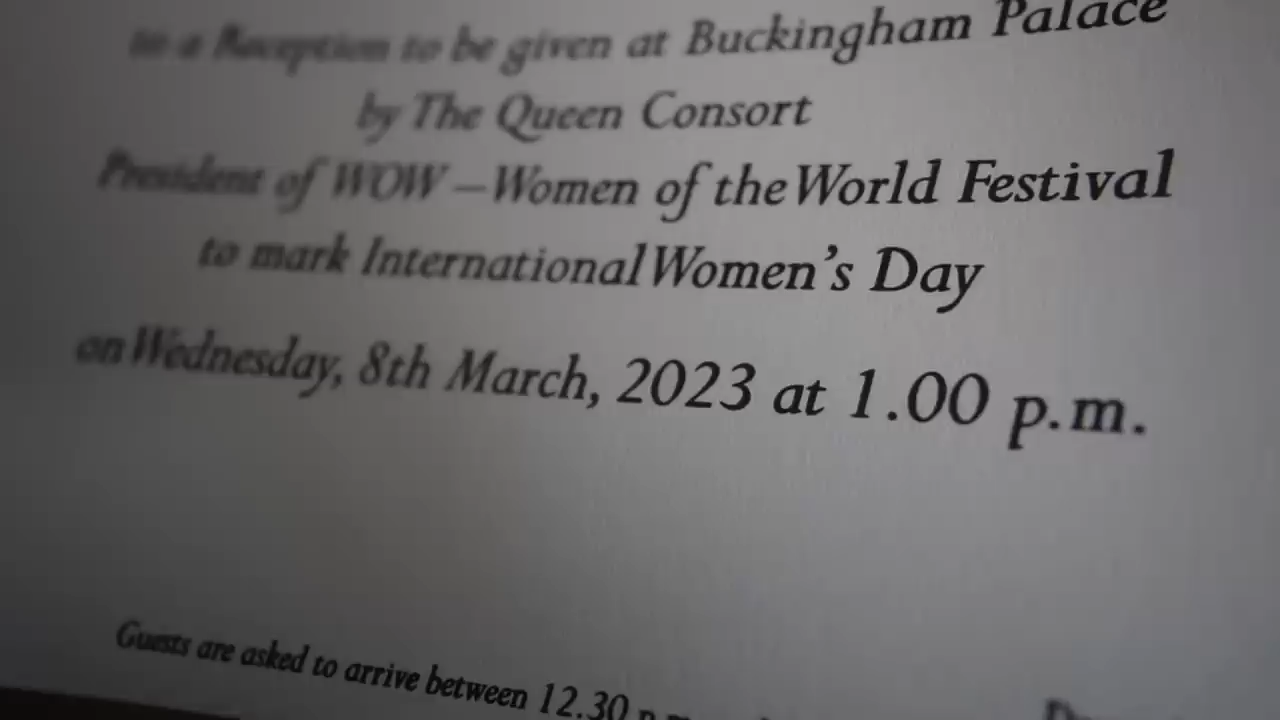 to a Reception to be given at Buckingham Palace
by The Queen Consort
President of WOW – Women of the World Festival
to mark International Women's Day
on Wednesday, 8th March, 2023 at 1.00 p.m.
Guests are asked to arrive between 12.30